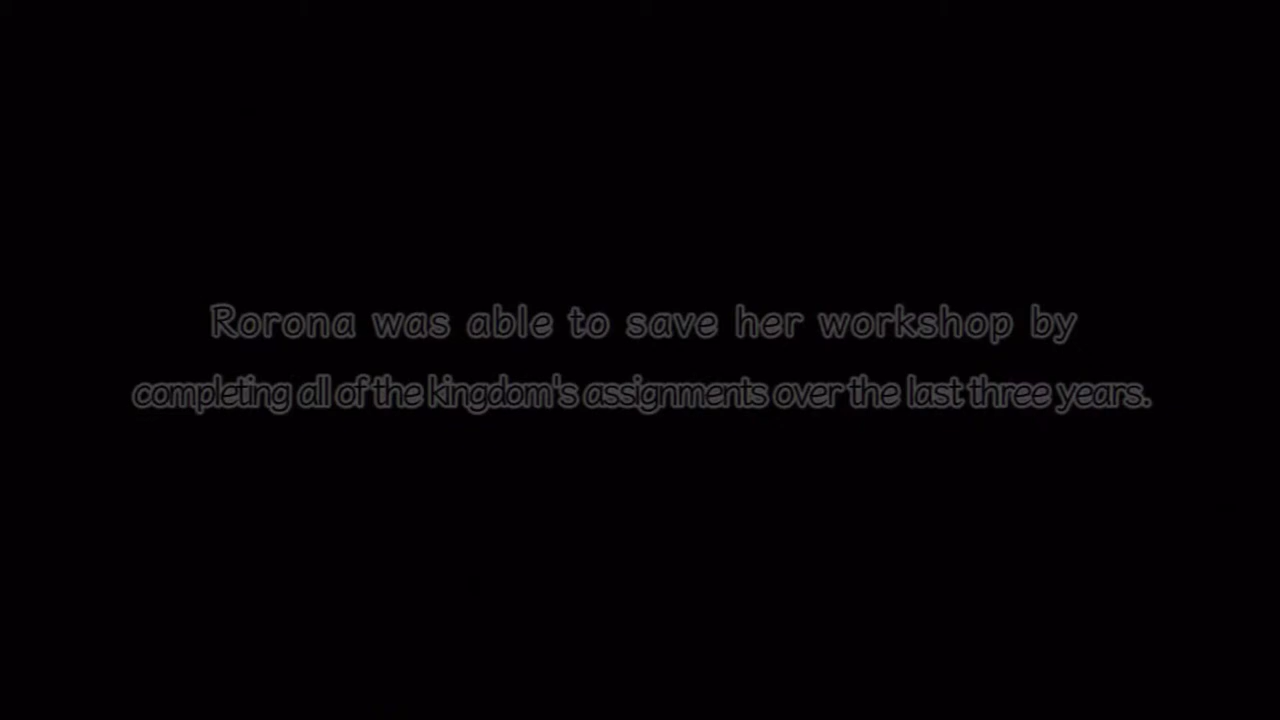 Rorona was able to save her workshop by
completing all of the kingdom's assignments over the last three years.